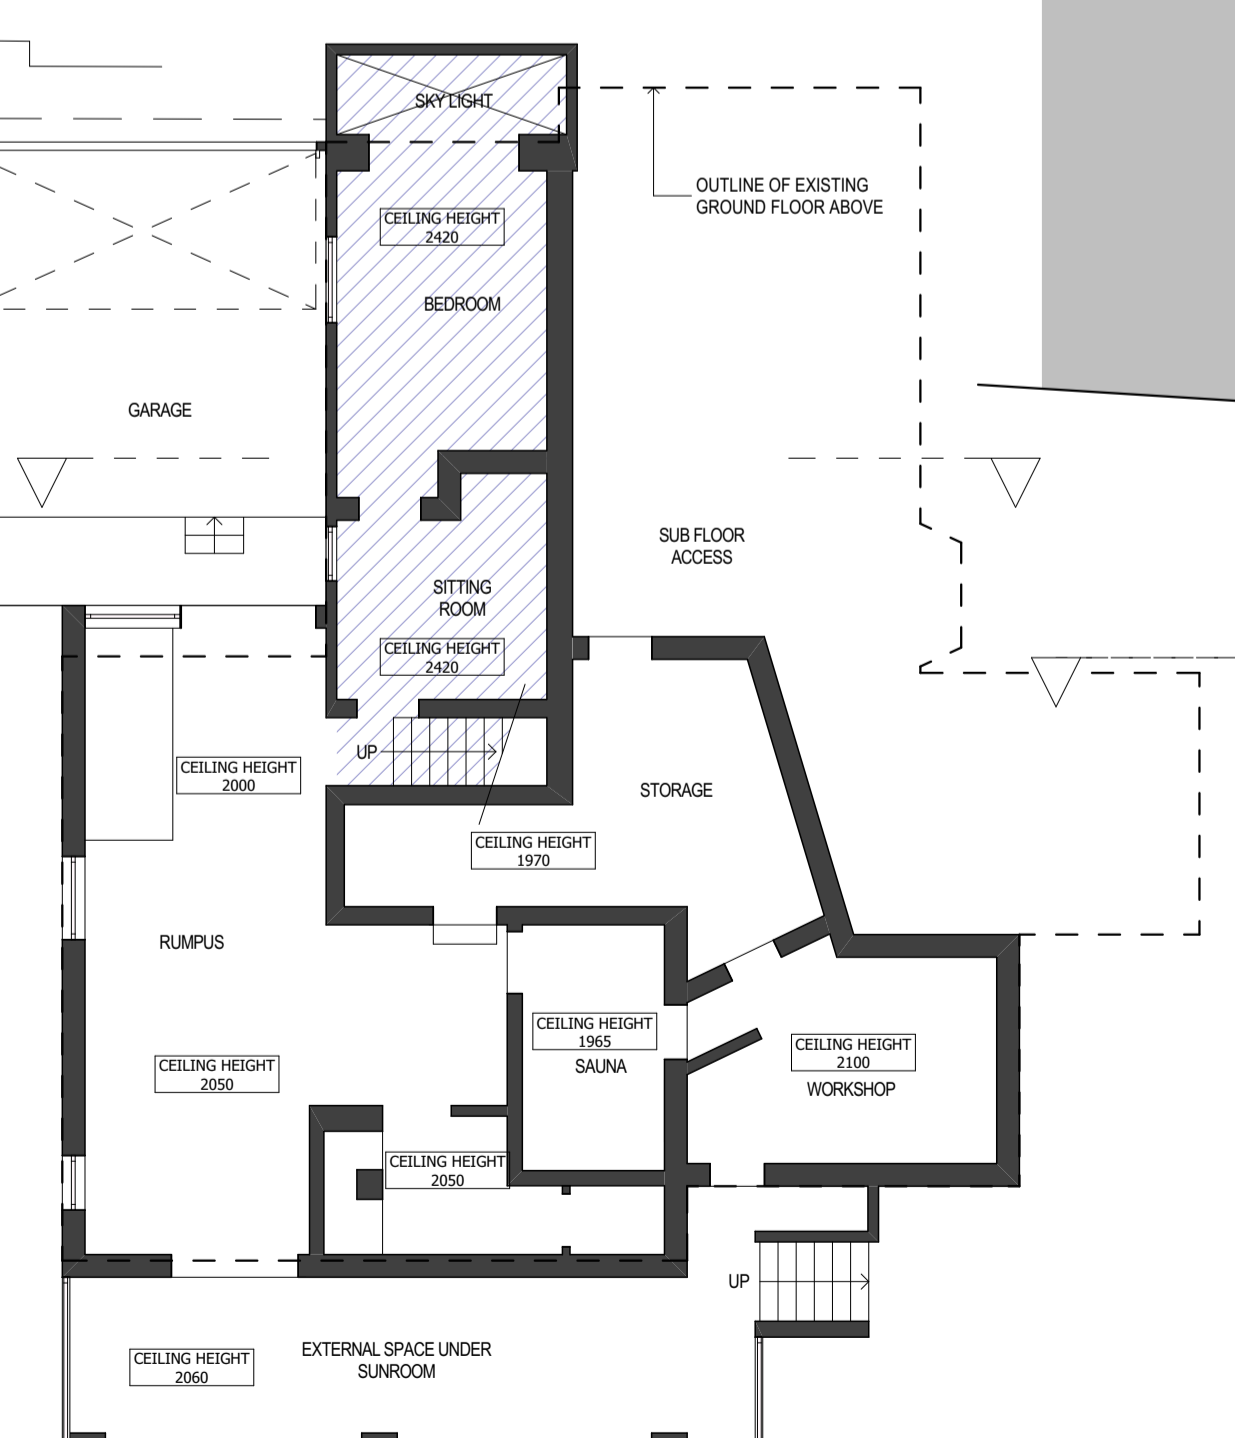 SKY LIGHT
OUTLINE OF EXISTING
GROUND FLOOR ABOVE
CEILING HEIGHT
2420
BEDROOM
GARAGE
SUB FLOOR
ACCESS
SITTING
ROOM
CEILING HEIGHT
2420
UP
CEILING HEIGHT
2000
STORAGE
CEILING HEIGHT
1970
RUMPUS
CEILING HEIGHT
1965
SAUNA
CEILING HEIGHT
2100
WORKSHOP
CEILING HEIGHT
2050
CEILING HEIGHT
2050
UP
EXTERNAL SPACE UNDER
SUNROOM
CEILING HEIGHT
2060